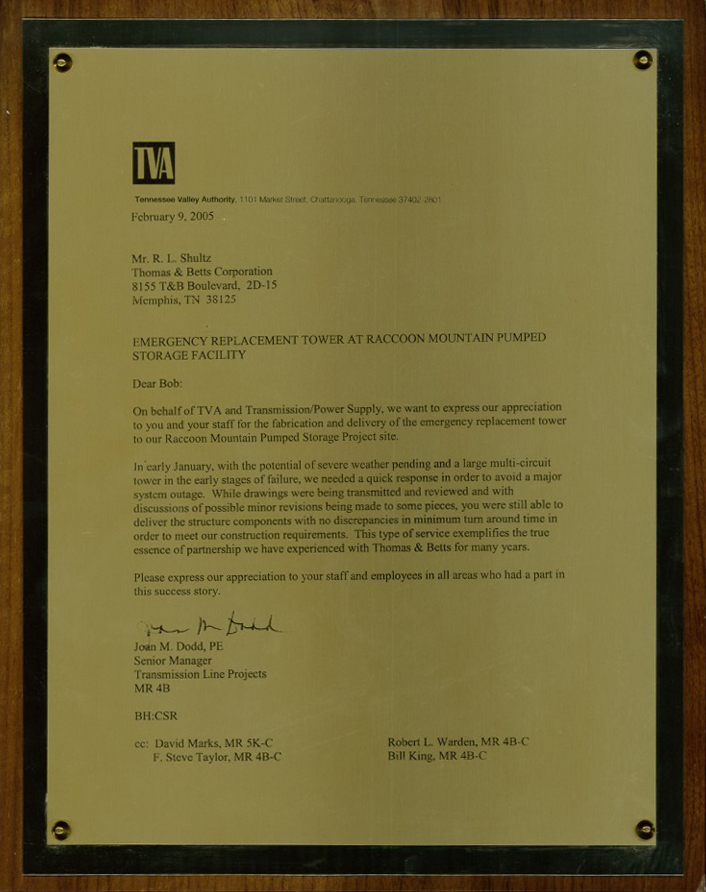 TVA
Tennessee Valley Authority, 1101 Market Street, Chattanooga, Tennessee 37402-2801
February 9, 2005
Mr. R. L. Shultz
Thomas & Betts Corporation
8155 T&B Boulevard, 2D-15
Memphis, TN 38125
EMERGENCY REPLACEMENT TOWER AT RACCOON MOUNTAIN PUMPED
STORAGE FACILITY
Dear Bob:
On behalf of TVA and Transmission/Power Supply, we want to express our appreciation
to you and your staff for the fabrication and delivery of the emergency replacement tower
to our Raccoon Mountain Pumped Storage Project site.
In early January, with the potential of severe weather pending and a large multi-circuit
tower in the early stages of failure, we needed a quick response in order to avoid a major
system outage. While drawings were being transmitted and reviewed and with
discussions of possible minor revisions being made to some pieces, you were still able to
deliver the structure components with no discrepancies in minimum turn around time in
order to meet our construction requirements. This type of service exemplifies the true
essence of partnership we have experienced with Thomas & Betts for many years.
Please express our appreciation to your staff and employees in all areas who had a part in
this success story.
Joan M Dodd
Joan M. Dodd, PE
Senior Manager
Transmission Line Projects
MR 4B
BH:CSR
cc: David Marks, MR 5K-C
F. Steve Taylor, MR 4B-C
Robert L. Warden, MR 4B-C
Bill King, MR 4B-C